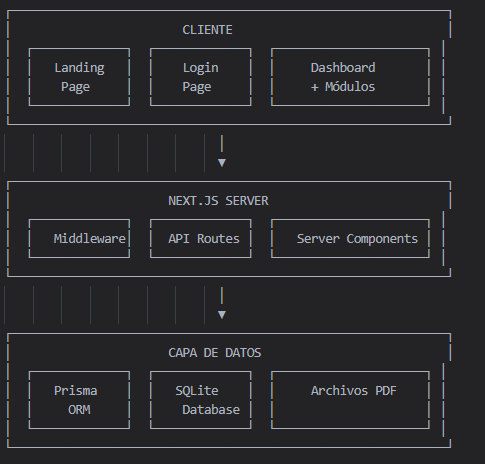 CLIENTE
Landing Login Dashboard
Page Page + Módulos
NEXT.JS SERVER
Middleware API Routes Server Components
CAPA DE DATOS
Prisma SQLite Archivos PDF
ORM Database